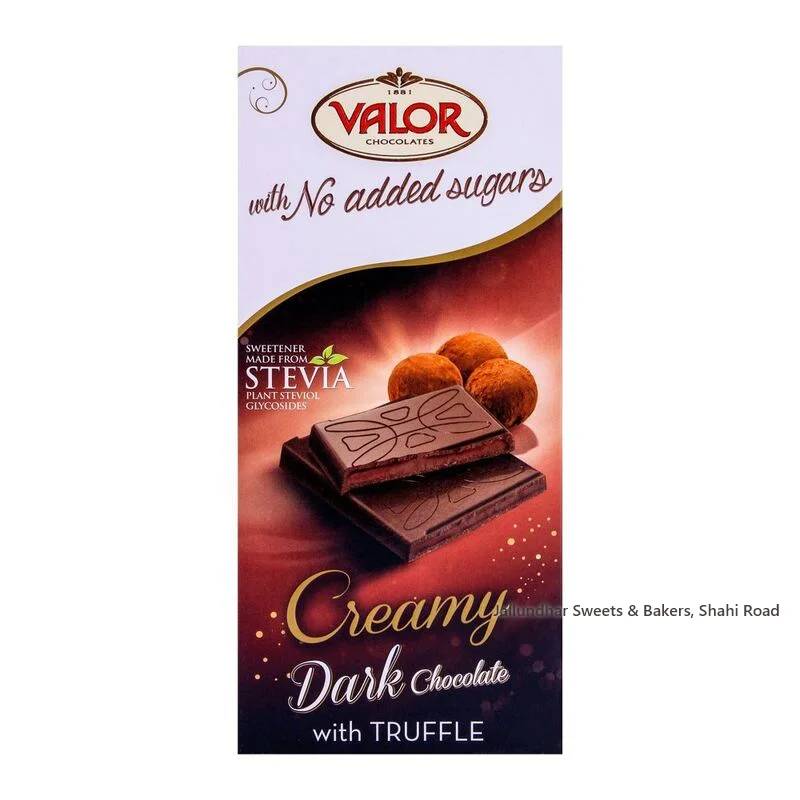 1881
VALOR
CHOCOLATES
with No added sugars
SWEETENER
MADE FROM
STEVIA
PLANT STEVIOL
GLYCOSIDES
Creamy
Jallundhar Sweets & Bakers, Shahi Road
Dark Chocolate
with TRUFFLE